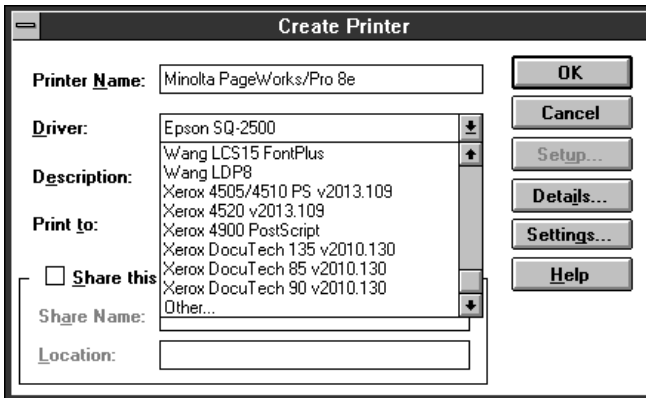 Create Printer
Printer Name: Minolta PageWorks/Pro 8e
Driver: Epson SQ-2500
Wang LCS15 FontPlus
Wang LDP8
Description:
Xerox 4505/4510 PS v2013.109
Xerox 4520 v2013.109
Print to:
Xerox 4900 PostScript
Xerox DocuTech 135 v2010.130
Xerox DocuTech 85 v2010.130
Share this
Xerox DocuTech 90 v2010.130
Other...
Share Name:
Location:
OK
Cancel
Setup...
Details...
Settings...
Help